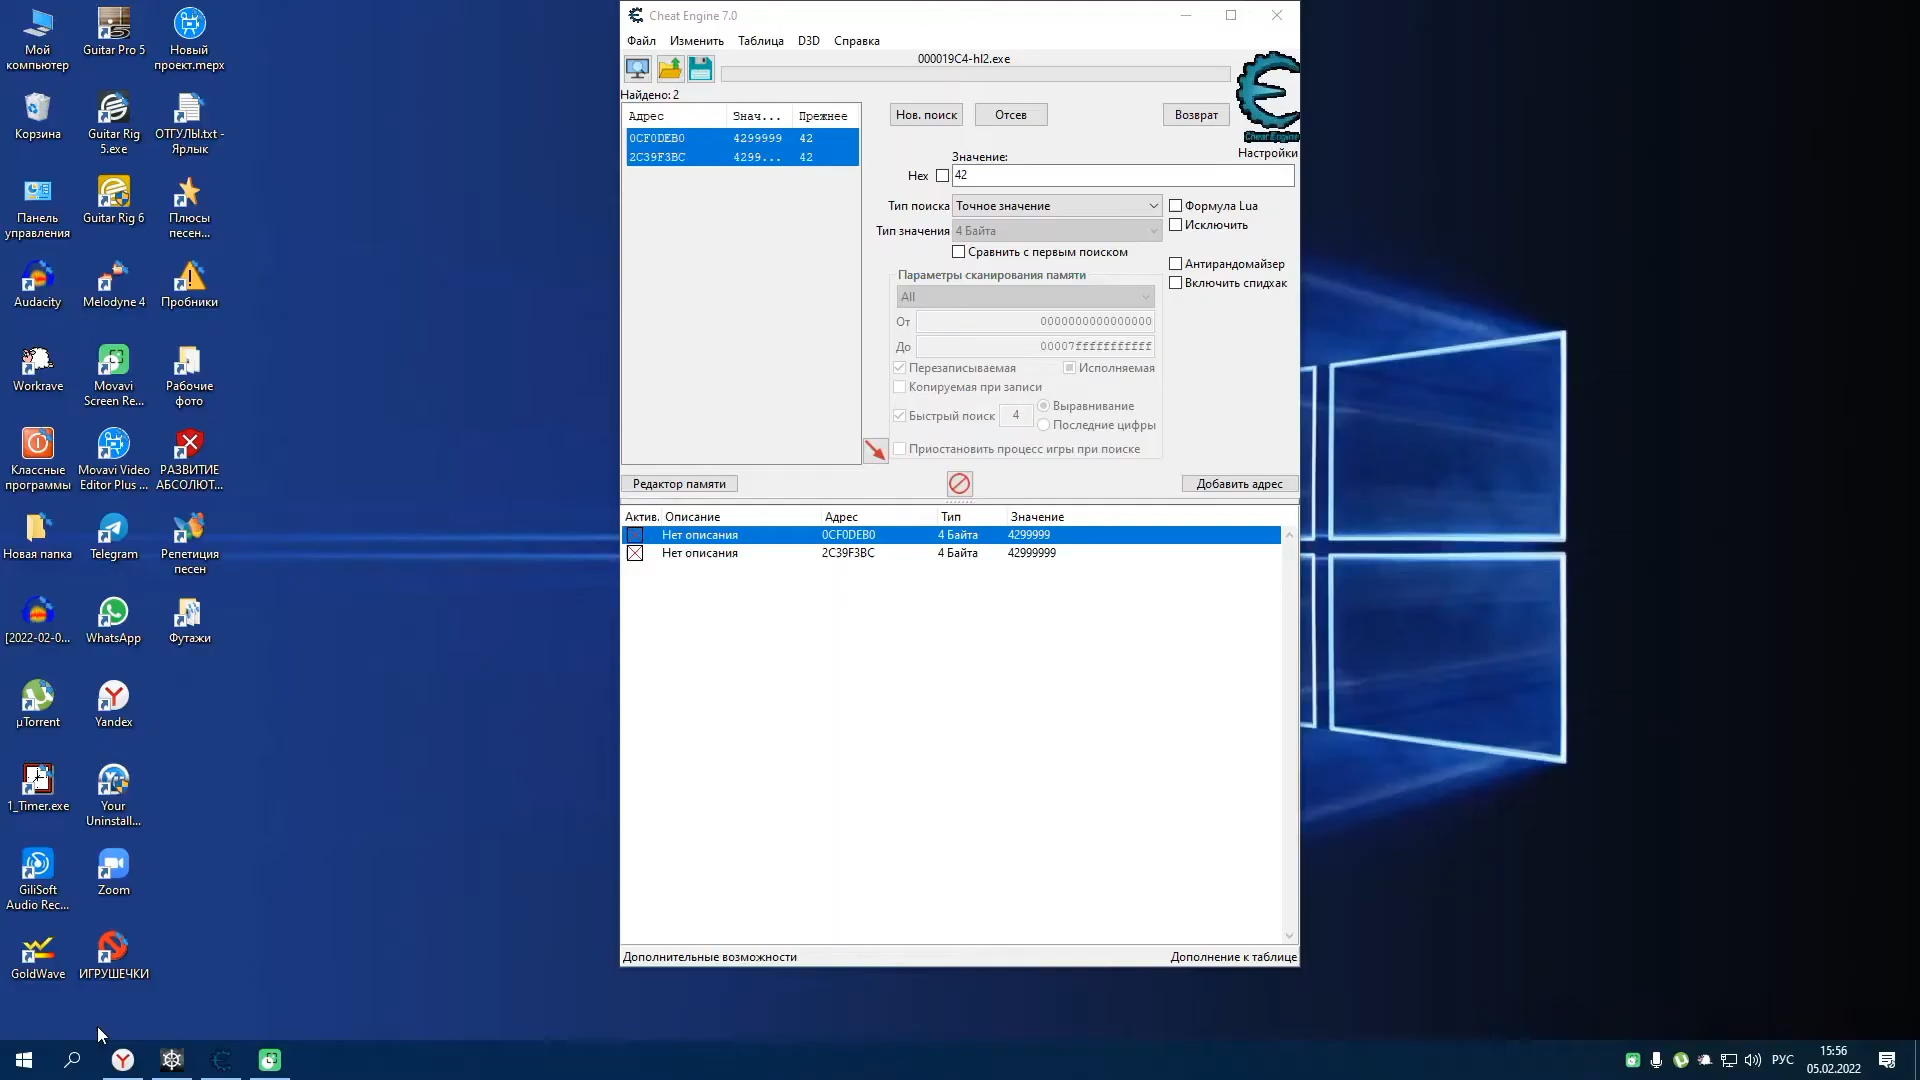 Мой
компьютер
Guitar Pro 5
Новый
проект.mepx
Корзина
Guitar Rig
5.exe
ОТГУЛЫ.txt -
Ярлык
Панель
управления
Guitar Rig 6
Плюсы
песен...
Audacity
Melodyne 4
Пробники
Workrave
Movavi
Screen Re...
Рабочие
фото
Классные
программы
Movavi Video
Editor Plus ...
РАЗВИТИЕ
АБСОЛЮТ...
Новая папка
Telegram
Репетиция
песен
[2022-02-0...
WhatsApp
Футажи
µTorrent
Yandex
1_Timer.exe
Your
Uninstall...
GiliSoft
Audio Rec...
Zoom
GoldWave
ИГРУШЕЧКИ
Cheat Engine 7.0
Файл Изменить Таблица D3D Справка
000019C4-hl2.exe
Найдено: 2
Адрес Знач... Прежнее
0CF0DEB0 4299999 42
2C39F3BC 4299... 42
Нов. поиск Отсев Возврат
Cheat Engine
Настройки
Значение:
Hex 42
Тип поиска Точное значение
Формула Lua
Тип значения 4 Байта
Исключить
Сравнить с первым поиском
Параметры сканирования памяти
Антирандомайзер
Включить спидхак
All
От 0000000000000000
До 00007fffffffffff
Перезаписываемая Исполняемая
Копируемая при записи
Быстрый поиск 4 Выравнивание
Последние цифры
Приостановить процесс игры при поиске
Редактор памяти Добавить адрес
Актив. Описание Адрес Тип Значение
Нет описания 0CF0DEB0 4 Байта 4299999
Нет описания 2C39F3BC 4 Байта 42999999
Дополнительные возможности Дополнение к таблице
РУС
15:56
05.02.2022